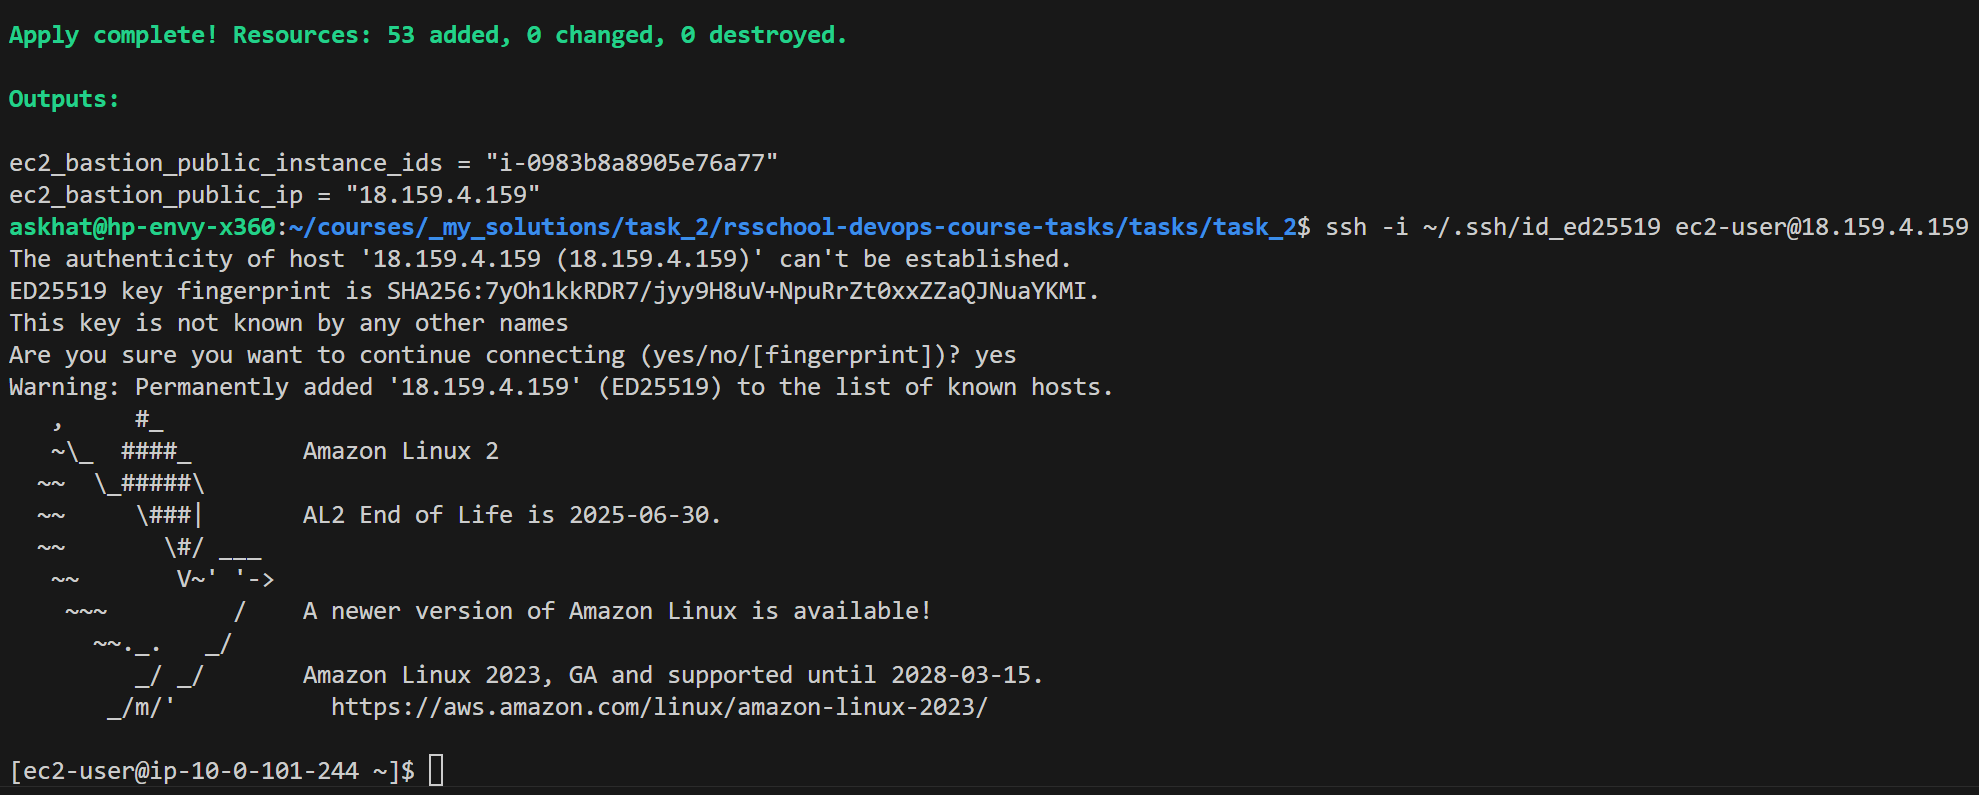 Apply complete! Resources: 53 added, 0 changed, 0 destroyed.
Outputs:
ec2_bastion_public_instance_ids = "i-0983b8a8905e76a77"
ec2_bastion_public_ip = "18.159.4.159"
askhat@hp-envy-x360:~/courses/_my_solutions/task_2/rsschool-devops-course-tasks/tasks/task_2$ ssh -i ~/.ssh/id_ed25519 ec2-user@18.159.4.159
The authenticity of host '18.159.4.159 (18.159.4.159)' can't be established.
ED25519 key fingerprint is SHA256:7yOh1kkRDR7/jyy9H8uV+NpuRrZt0xxZZaQJNuaYKMI.
This key is not known by any other names
Are you sure you want to continue connecting (yes/no/[fingerprint])? yes
Warning: Permanently added '18.159.4.159' (ED25519) to the list of known hosts.
   ,     #_
   ~\_  ####_        Amazon Linux 2
  ~~  \_#####\
  ~~     \###|       AL2 End of Life is 2025-06-30.
  ~~       \#/ ___
   ~~       V~' '->
    ~~~         /    A newer version of Amazon Linux is available!
      ~~._.   _/
         _/ _/       Amazon Linux 2023, GA and supported until 2028-03-15.
       _/m/'           https://aws.amazon.com/linux/amazon-linux-2023/
[ec2-user@ip-10-0-101-244 ~]$